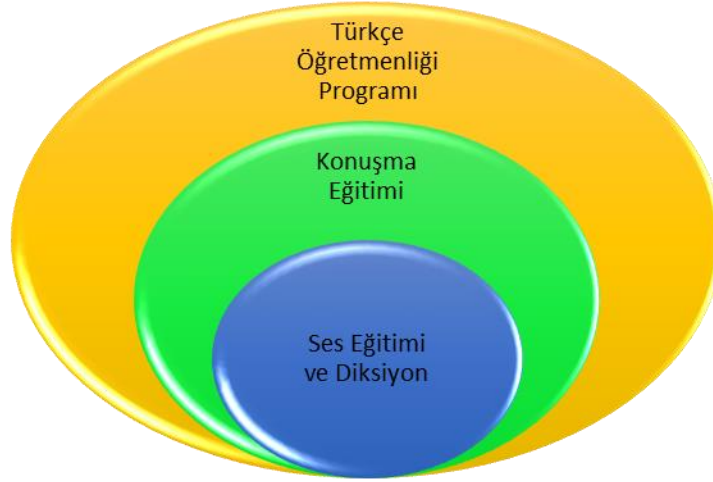 Türkçe
Öğretmenliği
Programı
Konuşma
Eğitimi
Ses Eğitimi
ve Diksiyon